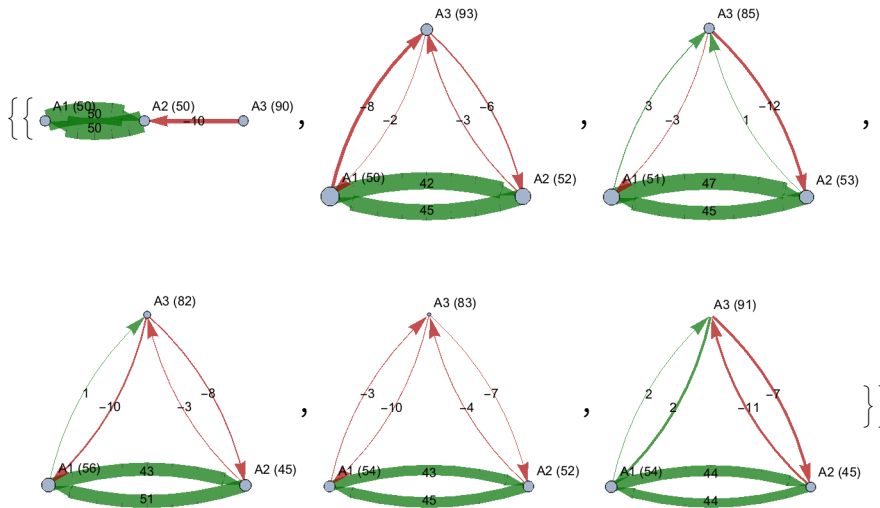 A3 (93)
A3 (85)
{ {
A1 (50)
50
50
A2 (50)
-10
A3 (90)
,
-8
-2
-3
-6
A1 (50)
42
45
A2 (52)
,
3
-3
1
-12
A1 (51)
47
45
A2 (53)
,
A3 (82)
A3 (83)
A3 (91)
1
-10
-3
-8
A1 (56)
43
51
A2 (45)
,
-3
-10
-4
-7
A1 (54)
43
45
A2 (52)
,
2
2
-11
-7
A1 (54)
44
44
A2 (45)
} }